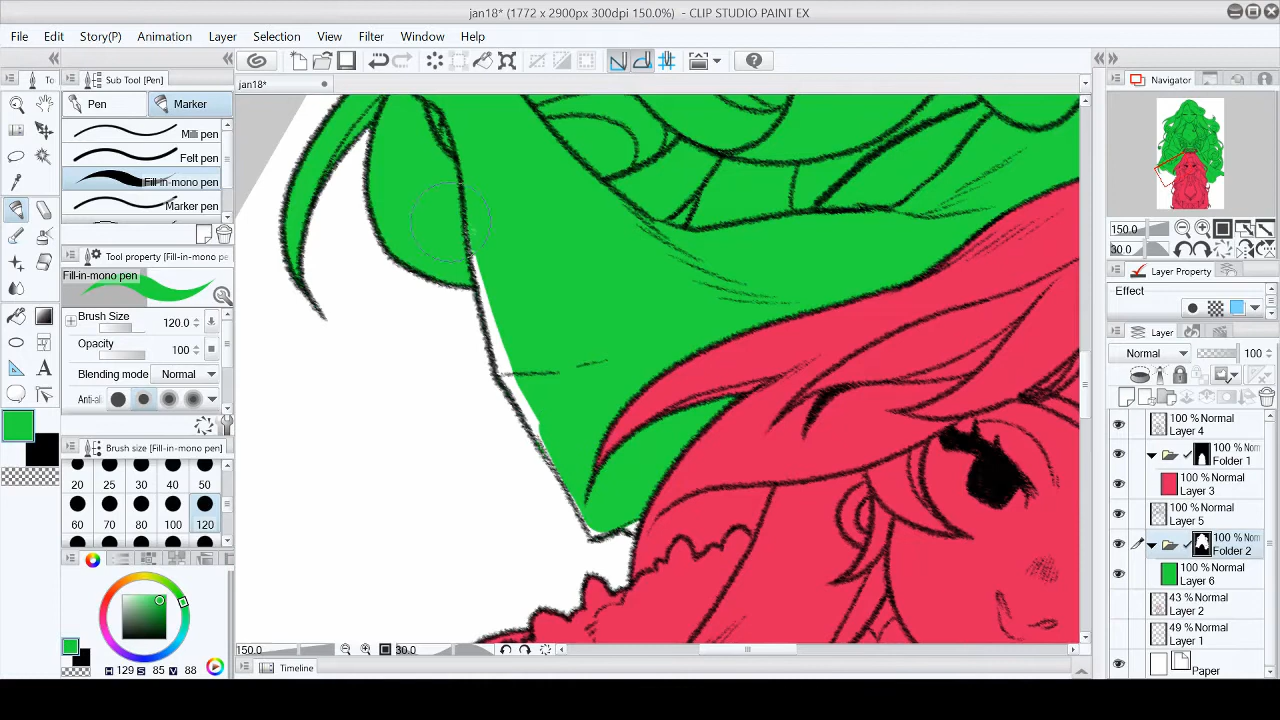 jan18* (1772 x 2900px 300dpi 150.0%) - CLIP STUDIO PAINT EX
File Edit Story(P) Animation Layer Selection View Filter Window Help
To
Sub Tool [Pen]
jan18*
Navigator
Pen
Marker
Milli pen
Felt pen
Fill-in-mono pen
Marker pen
Tool property [Fill-in-mono pe
Fill-in-mono pen
Brush Size 120.0
Opacity 100
Blending mode Normal
Anti-al
Brush size [Fill-in-mono pen]
20 25 30 40 50
60 70 80 100 120
H 129 S 85 V 88
150.0
30.0
Timeline
150.0
30.0
Layer Property
Effect
Layer
Normal 100
100 % Normal
Layer 4
100 % Norm
Folder 1
100 % Normal
Layer 3
100 % Normal
Layer 5
100 % Norm
Folder 2
100 % Normal
Layer 6
43 % Normal
Layer 2
49 % Normal
Layer 1
Paper